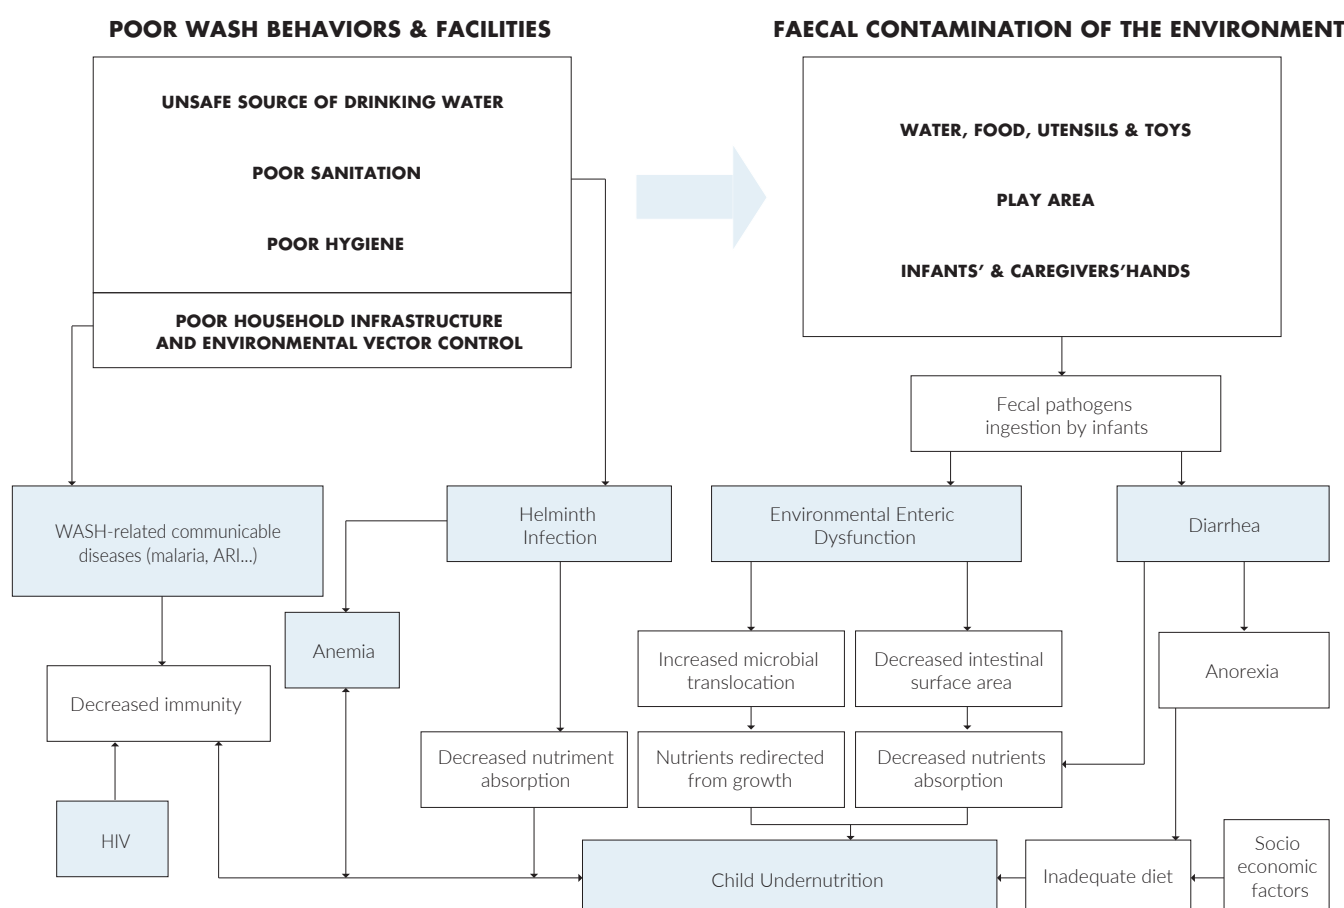 POOR WASH BEHAVIORS & FACILITIES
FAECAL CONTAMINATION OF THE ENVIRONMENT
UNSAFE SOURCE OF DRINKING WATER
POOR SANITATION
POOR HYGIENE
POOR HOUSEHOLD INFRASTRUCTURE
AND ENVIRONMENTAL VECTOR CONTROL
WATER, FOOD, UTENSILS & TOYS
PLAY AREA
INFANTS' & CAREGIVERS'HANDS
Fecal pathogens
ingestion by infants
WASH-related communicable
diseases (malaria, ARI...)
Helminth
Infection
Environmental Enteric
Dysfunction
Diarrhea
Anemia
Increased microbial
translocation
Decreased intestinal
surface area
Anorexia
Decreased immunity
Decreased nutriment
absorption
Nutrients redirected
from growth
Decreased nutrients
absorption
HIV
Child Undernutrition
Inadequate diet
Socio
economic
factors